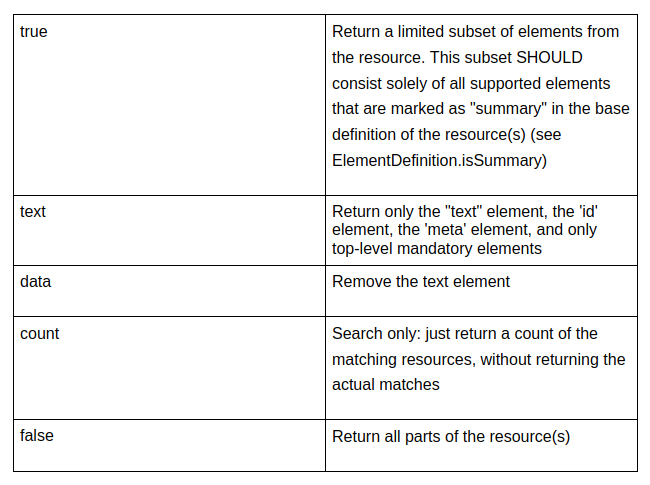 true
Return a limited subset of elements from
the resource. This subset SHOULD
consist solely of all supported elements
that are marked as "summary" in the base
definition of the resource(s) (see
ElementDefinition.isSummary)
text
Return only the "text" element, the 'id'
element, the 'meta' element, and only
top-level mandatory elements
data
Remove the text element
count
Search only: just return a count of the
matching resources, without returning the
actual matches
false
Return all parts of the resource(s)